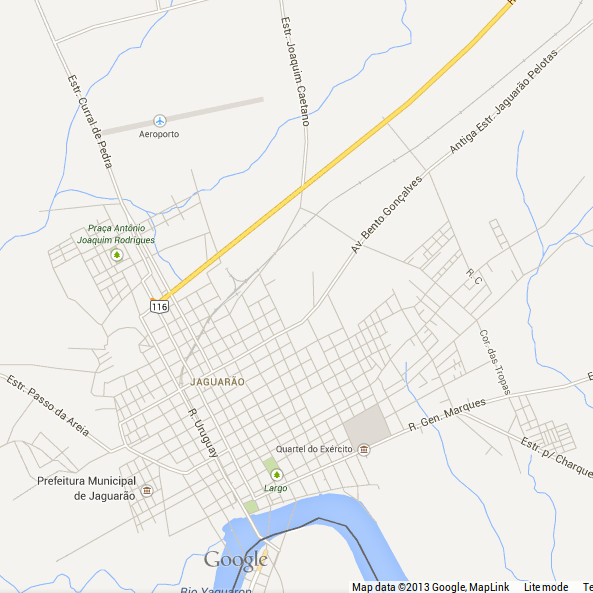 Estr. Joaquim Caetano
Estr. Curral de Pedra
Aeroporto
Antiga Estr. Jaguarão Pelotas
Av. Bento Gonçalves
Praça Antônio
Joaquim Rodrigues
R. C
116
Cor. das Tropas
JAGUARÃO
Estr. Passo da Areia
R. Uruguay
R. Gen. Marques
Quartel do Exército
Estr. p/ Charque
Prefeitura Municipal
de Jaguarão
Largo
Google
Rio Yaguaron
Map data ©2013 Google, MapLink
Lite mode
Te